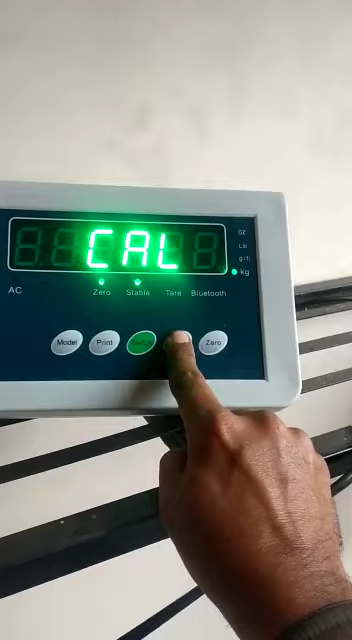 CAL
OZ
Lb
kg
AC
Zero Stable Tare Bluetooth
Model Print Zero